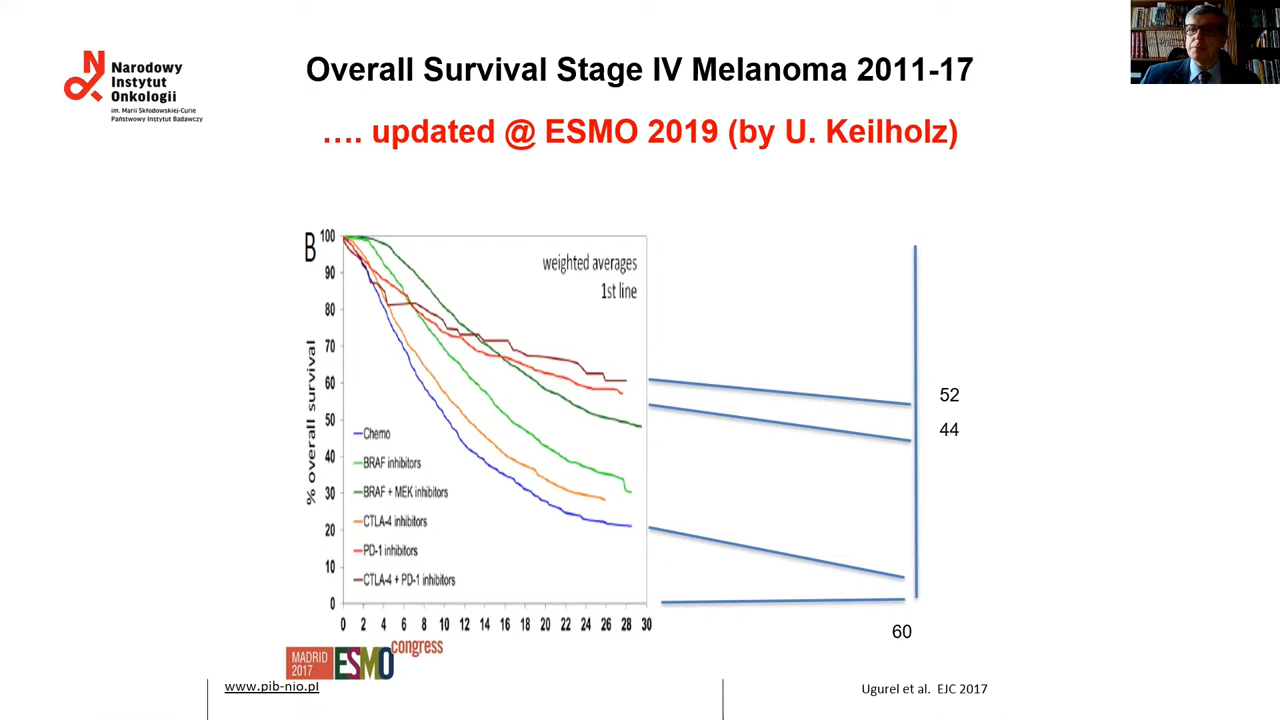 Narodowy
Instytut
Onkologii
im. Marii Skłodowskiej-Curie
Państwowy Instytut Badawczy
Overall Survival Stage IV Melanoma 2011-17
…. updated @ ESMO 2019 (by U. Keilholz)
B
weighted averages
1st line
% overall survival
100
90
80
70
60
50
40
30
20
10
0
Chemo
BRAF inhibitors
BRAF + MEK inhibitors
CTLA-4 inhibitors
PD-1 inhibitors
CTLA-4 + PD-1 inhibitors
0 2 4 6 8 10 12 14 16 18 20 22 24 26 28 30
52
44
60
MADRID
2017
ESMO
congress
www.pib-nio.pl
Ugurel et al. EJC 2017